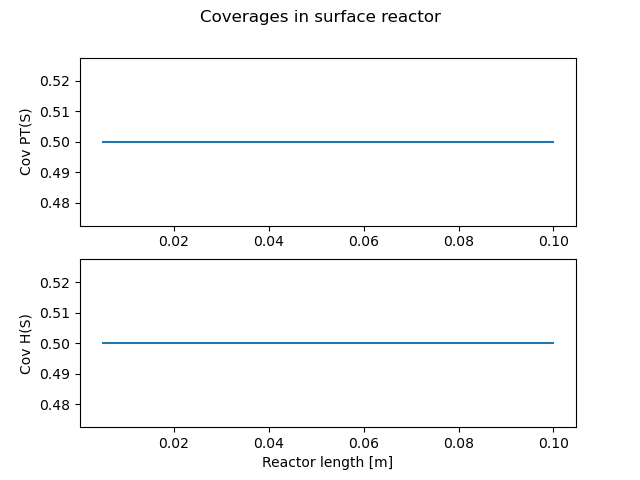 Coverages in surface reactor
Cov PT(S)
0.52
0.51
0.50
0.49
0.48
0.02 0.04 0.06 0.08 0.10
Cov H(S)
0.52
0.51
0.50
0.49
0.48
0.02 0.04 0.06 0.08 0.10
Reactor length [m]